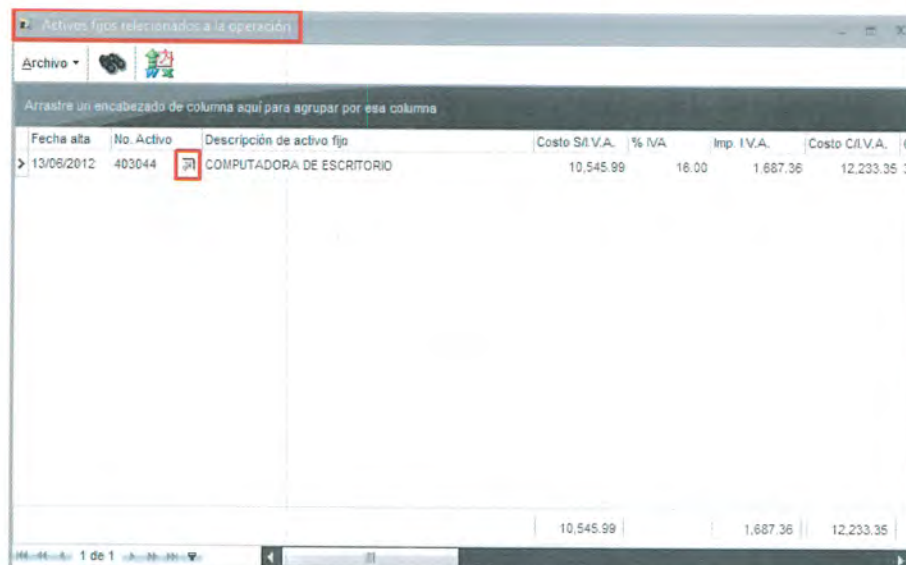 Activos fijos relecionados a la operación
Archivo
Arrastre un encabezado de columna aquí para agrupar por esa columna
Fecha alta No. Activo Descripción de activo fijo Costo S/I.V.A. % IVA Imp. I.V.A. Costo C/I.V.A.
13/06/2012 403044 COMPUTADORA DE ESCRITORIO 10,545.99 16.00 1,687.36 12,233.35
10,545.99 1,687.36 12,233.35
1 de 1